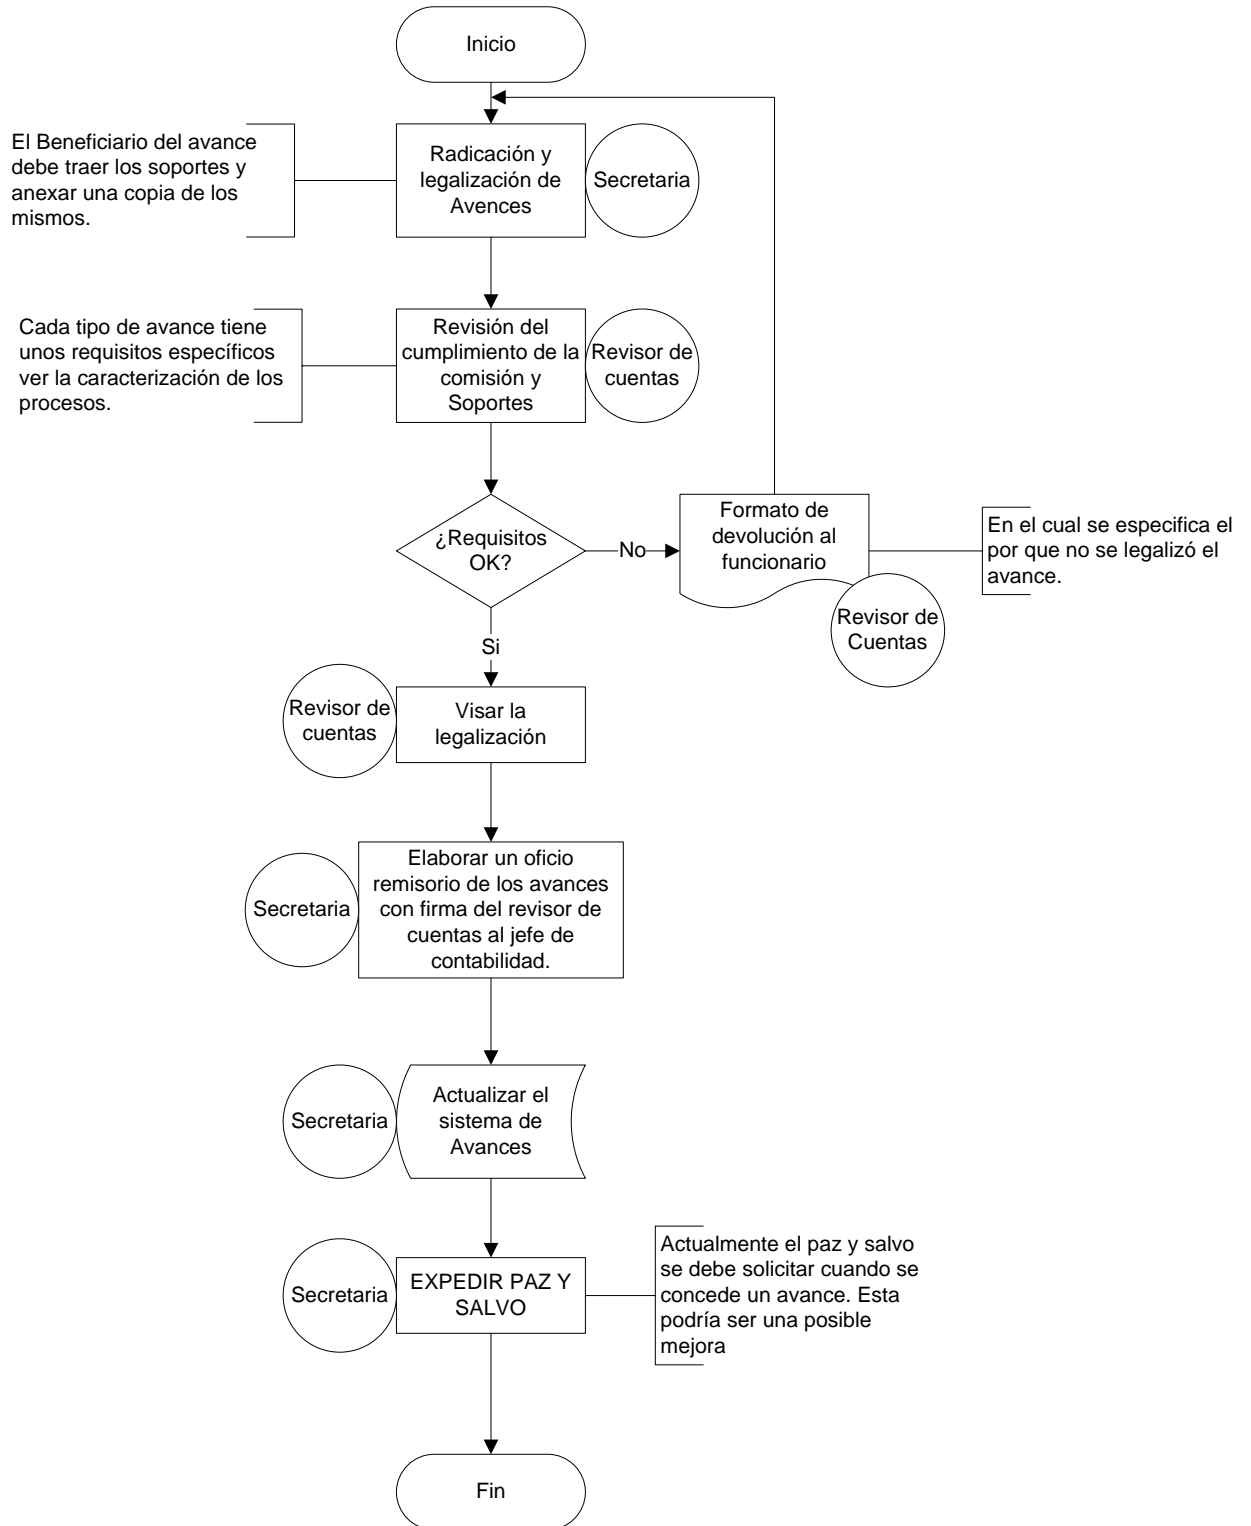 Inicio
El Beneficiario del avance
debe traer los soportes y
anexar una copia de los
mismos.
Radicación y
legalización de
Avences
Secretaria
Cada tipo de avance tiene
unos requisitos específicos
ver la caracterización de los
procesos.
Revisión del
cumplimiento de la
comisión y
Soportes
Revisor de
cuentas
¿Requisitos
OK?
No
Formato de
devolución al
funcionario
En el cual se especifica el
por que no se legalizó el
avance.
Revisor de
Cuentas
Si
Revisor de
cuentas
Visar la
legalización
Secretaria
Elaborar un oficio
remisorio de los avances
con firma del revisor de
cuentas al jefe de
contabilidad.
Secretaria
Actualizar el
sistema de
Avances
Secretaria
EXPEDIR PAZ Y
SALVO
Actualmente el paz y salvo
se debe solicitar cuando se
concede un avance. Esta
podría ser una posible
mejora
Fin